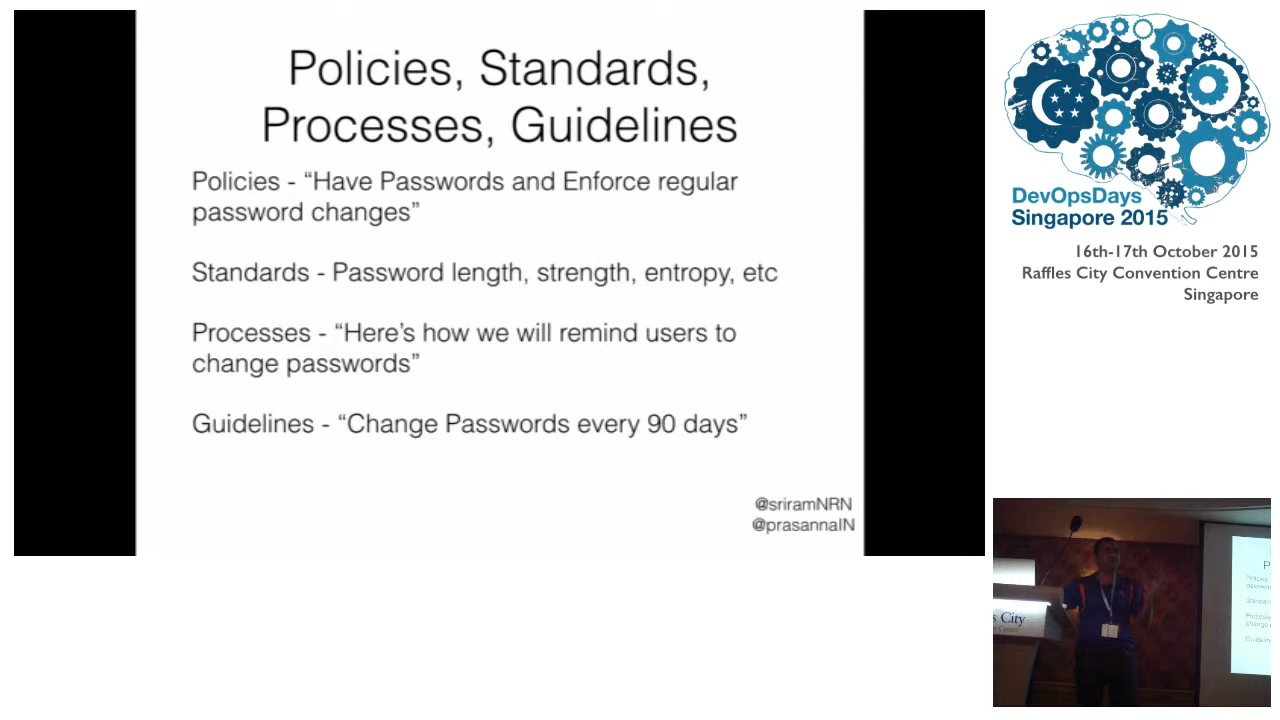 Policies, Standards,
Processes, Guidelines
Policies - “Have Passwords and Enforce regular
password changes”
Standards - Password length, strength, entropy, etc
Processes - “Here’s how we will remind users to
change passwords”
Guidelines - “Change Passwords every 90 days”
@sriramNRN
@prasannaIN
DevOpsDays
Singapore 2015
16th-17th October 2015
Raffles City Convention Centre
Singapore
s City